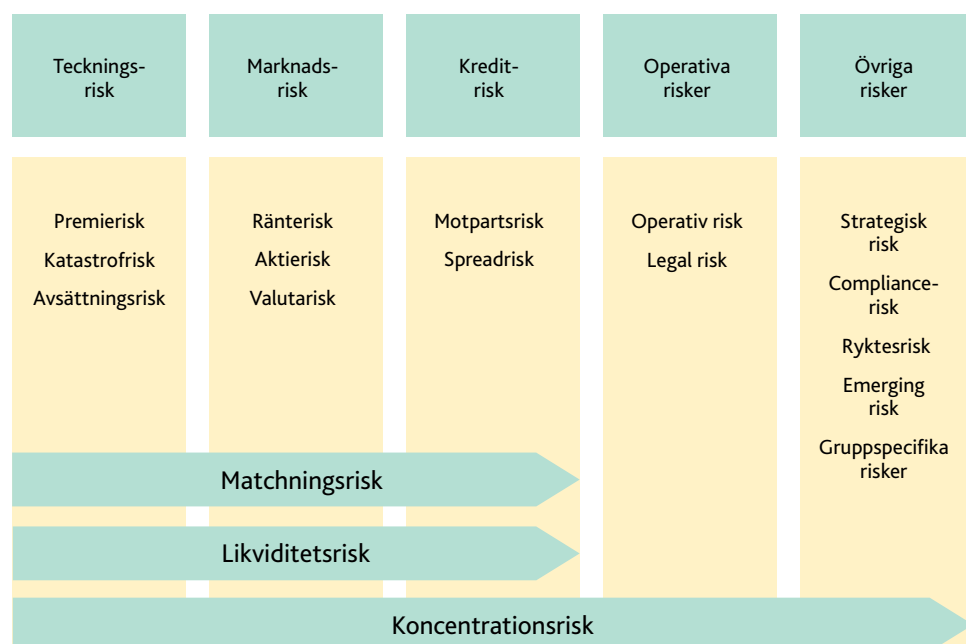 Tecknings-
risk
Marknads-
risk
Kredit-
risk
Operativa
risker
Övriga
risker
Premierisk
Katastrofrisk
Avsättningsrisk
Ränterisk
Aktierisk
Valutarisk
Motpartsrisk
Spreadrisk
Operativ risk
Legal risk
Strategisk
risk
Compliance-
risk
Ryktesrisk
Emerging
risk
Gruppspecifika
risker
Matchningsrisk
Likviditetsrisk
Koncentrationsrisk